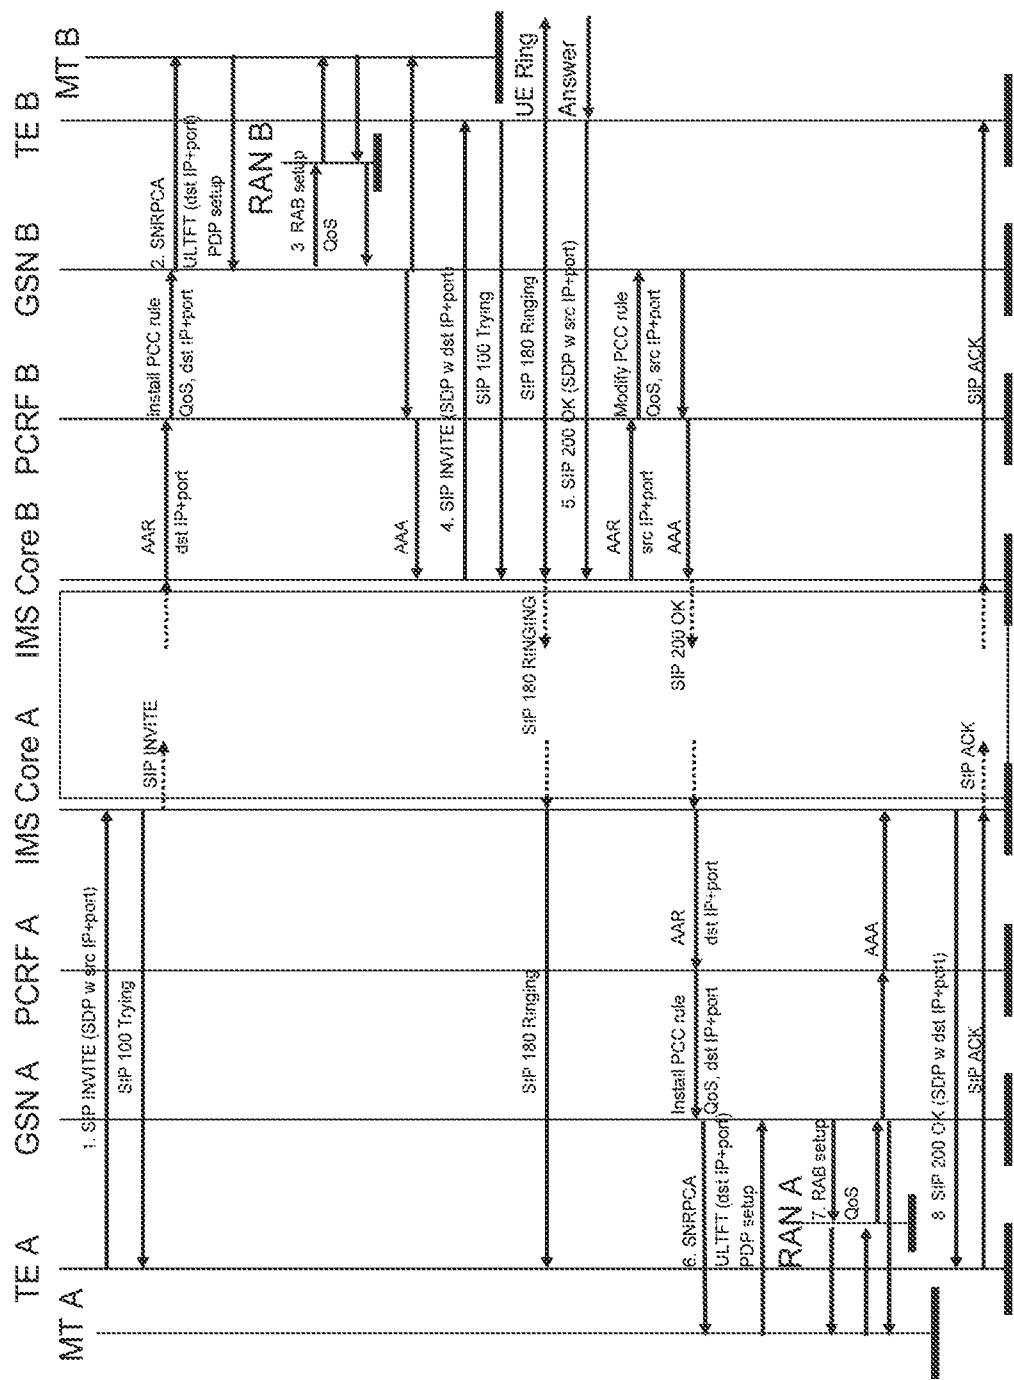 MT A
TE A
GSN A
PCRF A
IMS Core A
IMS Core B
PCRF B
GSN B
TE B
MT B
1. SIP INVITE (SDP w src IP+port)
SIP 100 Trying
SIP INVITE
AAR
dst IP+port
Install PCC rule
QoS, dst IP+port
2. SNRPCA
ULTFT (dst IP+port)
PDP setup
RAN B
3 RAB setup
QoS
AAA
4. SIP INVITE (SDP w dst IP+port)
SIP 100 Trying
UE Ring
SIP 180 Ringing
SIP 180 RINGING
SIP 180 Ringing
Answer
5. SIP 200 OK (SDP w src IP+port)
AAR
src IP+port
Modify PCC rule
QoS, src IP+port
AAA
SIP 200 OK
AAR
dst IP+port
Install PCC rule
QoS, dst IP+port
6. SNRPCA
ULTFT (dst IP+port)
PDP setup
RAN A
7. RAB setup
QoS
AAA
8 SIP 200 OK (SDP w dst IP+port)
SIP ACK
SIP ACK
SIP ACK